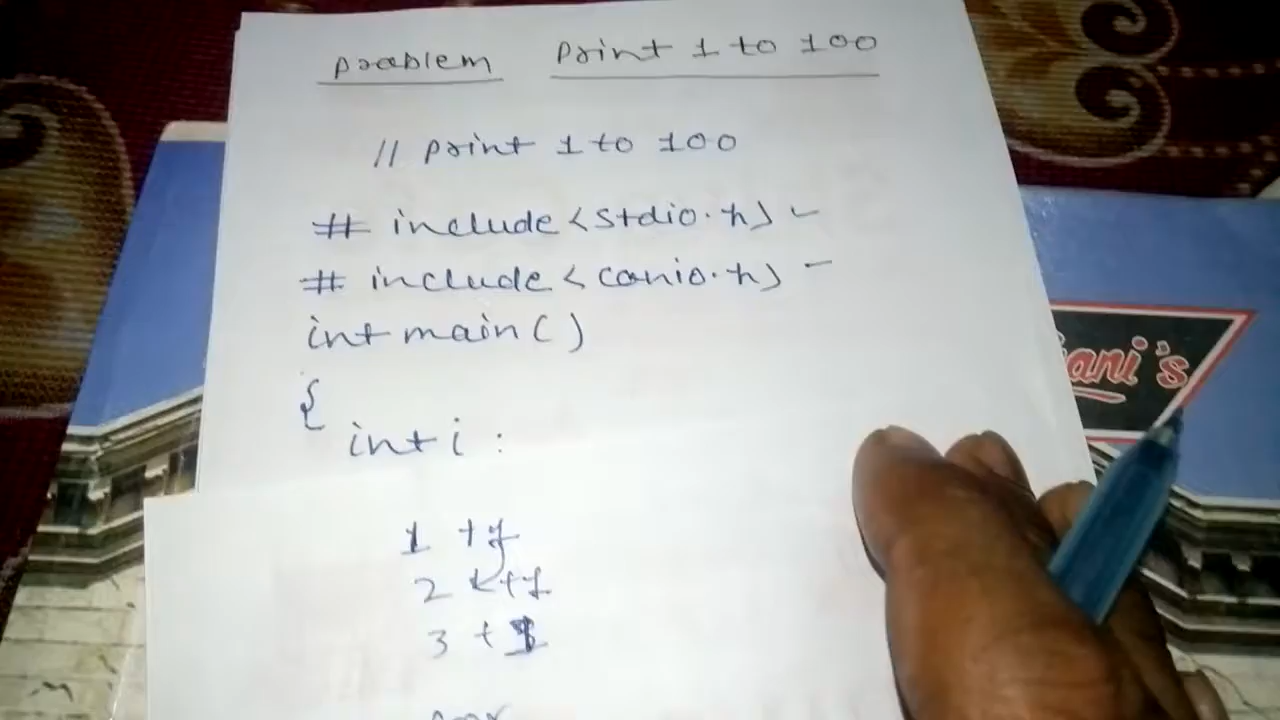 problem print 1 to 100
// print 1 to 100
# include <stdio.h>
# include <conio.h>
int main ( )
{
int i ;
1 +1
2 +1
3 +1
ani's